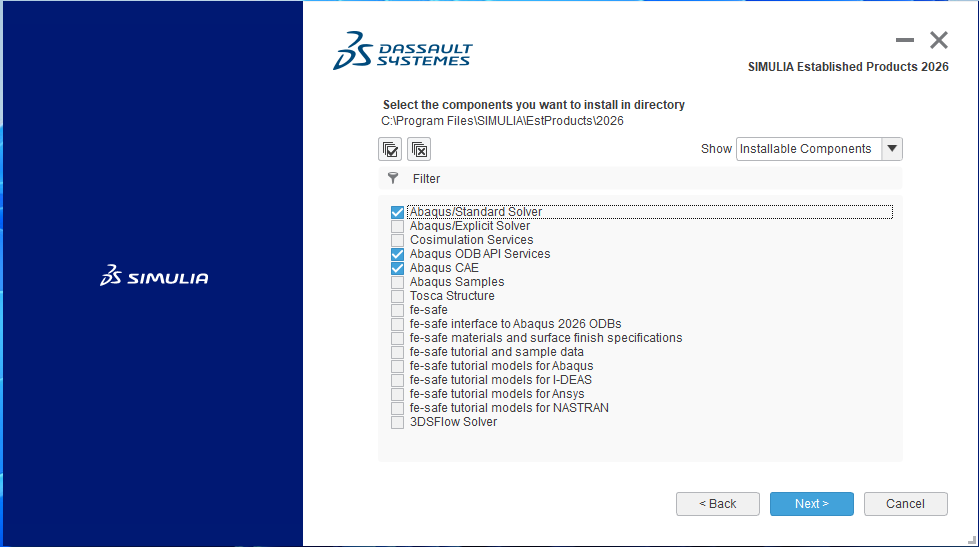 DASSAULT
SYSTEMES
SIMULIA Established Products 2026
Select the components you want to install in directory
C:\Program Files\SIMULIA\EstProducts\2026
Show Installable Components
Filter
Abaqus/Standard Solver
Abaqus/Explicit Solver
Cosimulation Services
Abaqus ODB API Services
Abaqus CAE
Abaqus Samples
Tosca Structure
fe-safe
fe-safe interface to Abaqus 2026 ODBs
fe-safe materials and surface finish specifications
fe-safe tutorial and sample data
fe-safe tutorial models for Abaqus
fe-safe tutorial models for I-DEAS
fe-safe tutorial models for Ansys
fe-safe tutorial models for NASTRAN
3DSFlow Solver
SIMULIA
< Back Next > Cancel